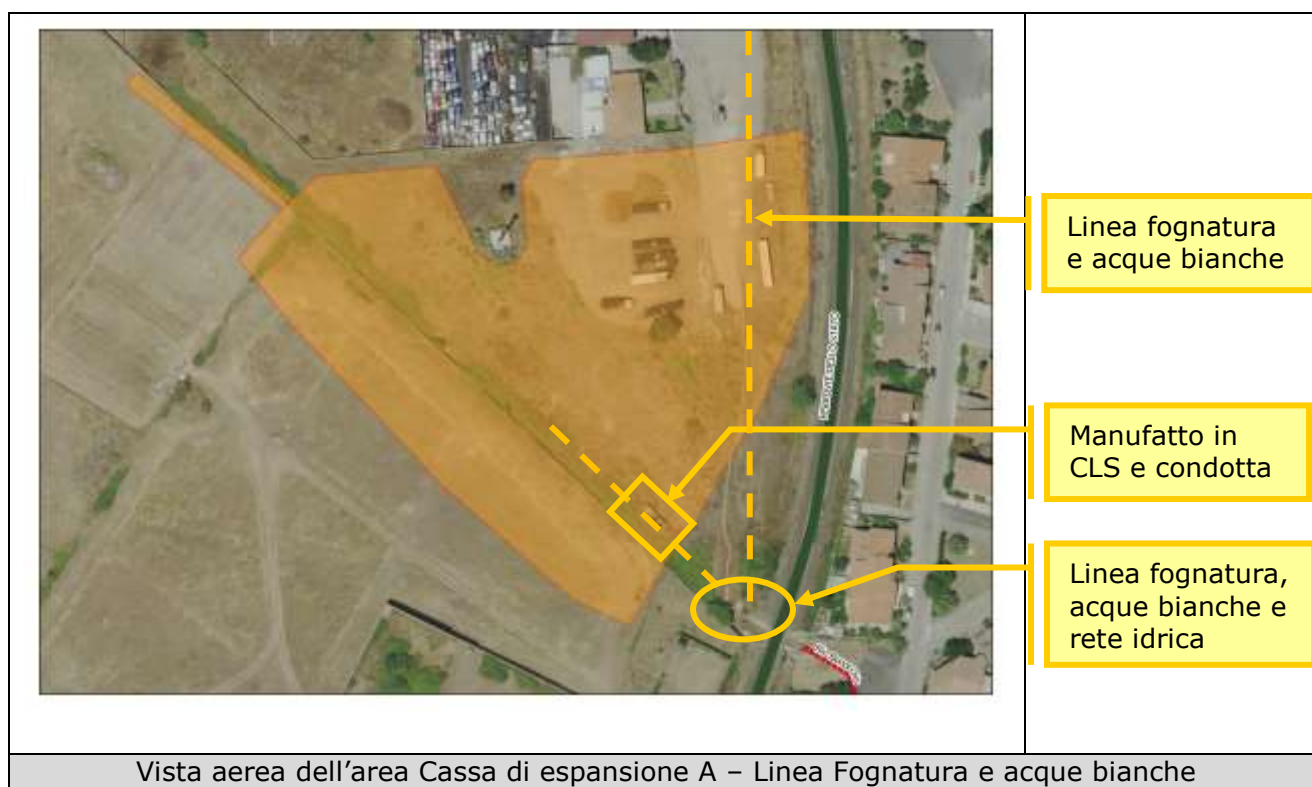 Linea fognatura
e acque bianche
Manufatto in
CLS e condotta
Linea fognatura,
acque bianche e
rete idrica
Vista aerea dell’area Cassa di espansione A – Linea Fognatura e acque bianche